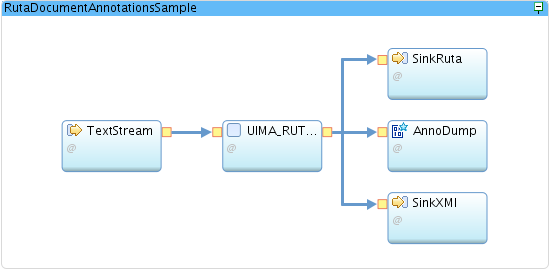 RutaDocumentAnnotationsSample
SinkRuta
@
TextStream
@
UIMA_RUT...
@
AnnoDump
@
SinkXMI
@